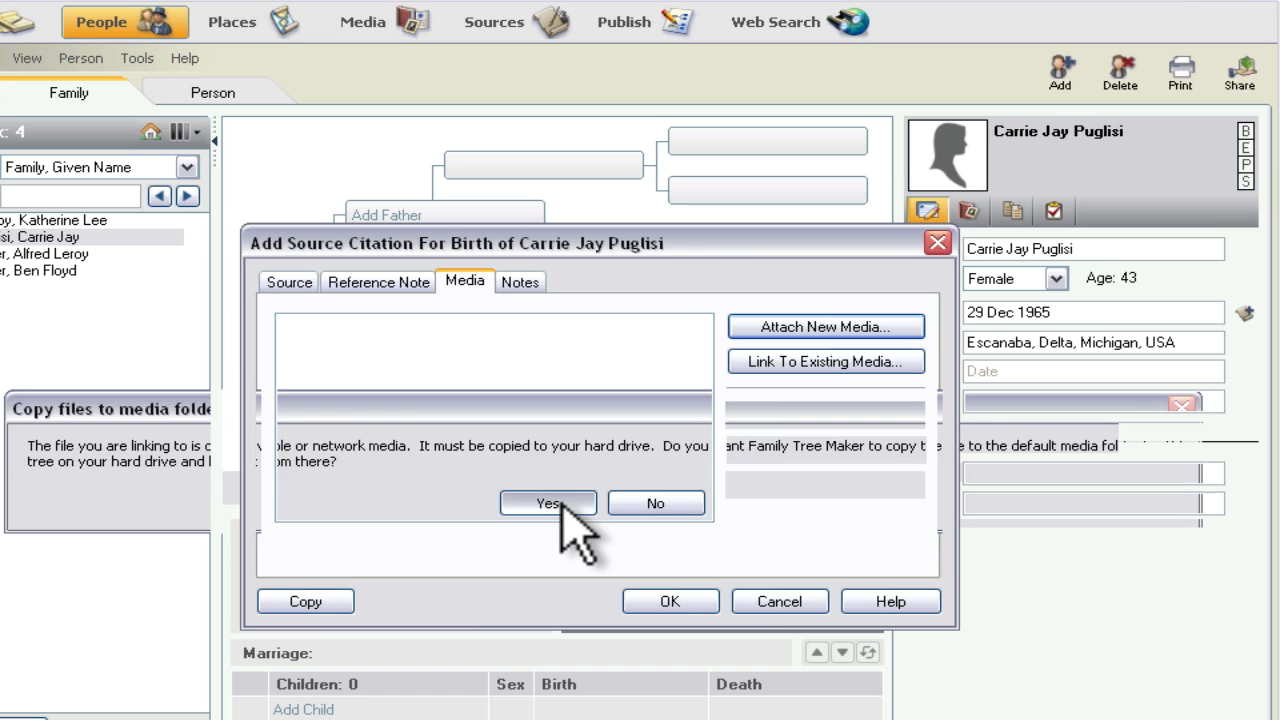 People Places Media Sources Publish Web Search
View Person Tools Help
Family Person
Add Delete Print Share
x: 4
Family, Given Name
oy, Katherine Lee
isi, Carrie Jay
er, Alfred Leroy
er, Ben Floyd
Add Father
Carrie Jay Puglisi
B
E
P
S
Carrie Jay Puglisi
Female Age: 43
29 Dec 1965
Escanaba, Delta, Michigan, USA
Date
Add Source Citation For Birth of Carrie Jay Puglisi
Source Reference Note Media Notes
Attach New Media...
Link To Existing Media...
Copy files to media folde
The file you are linking to is vable or network media. It must be copied to your hard drive. Do you ant Family Tree Maker to copy e to the default media fol
tree on your hard drive and om there?
Yes No
Copy OK Cancel Help
Marriage:
Children: 0 Sex Birth Death
Add Child